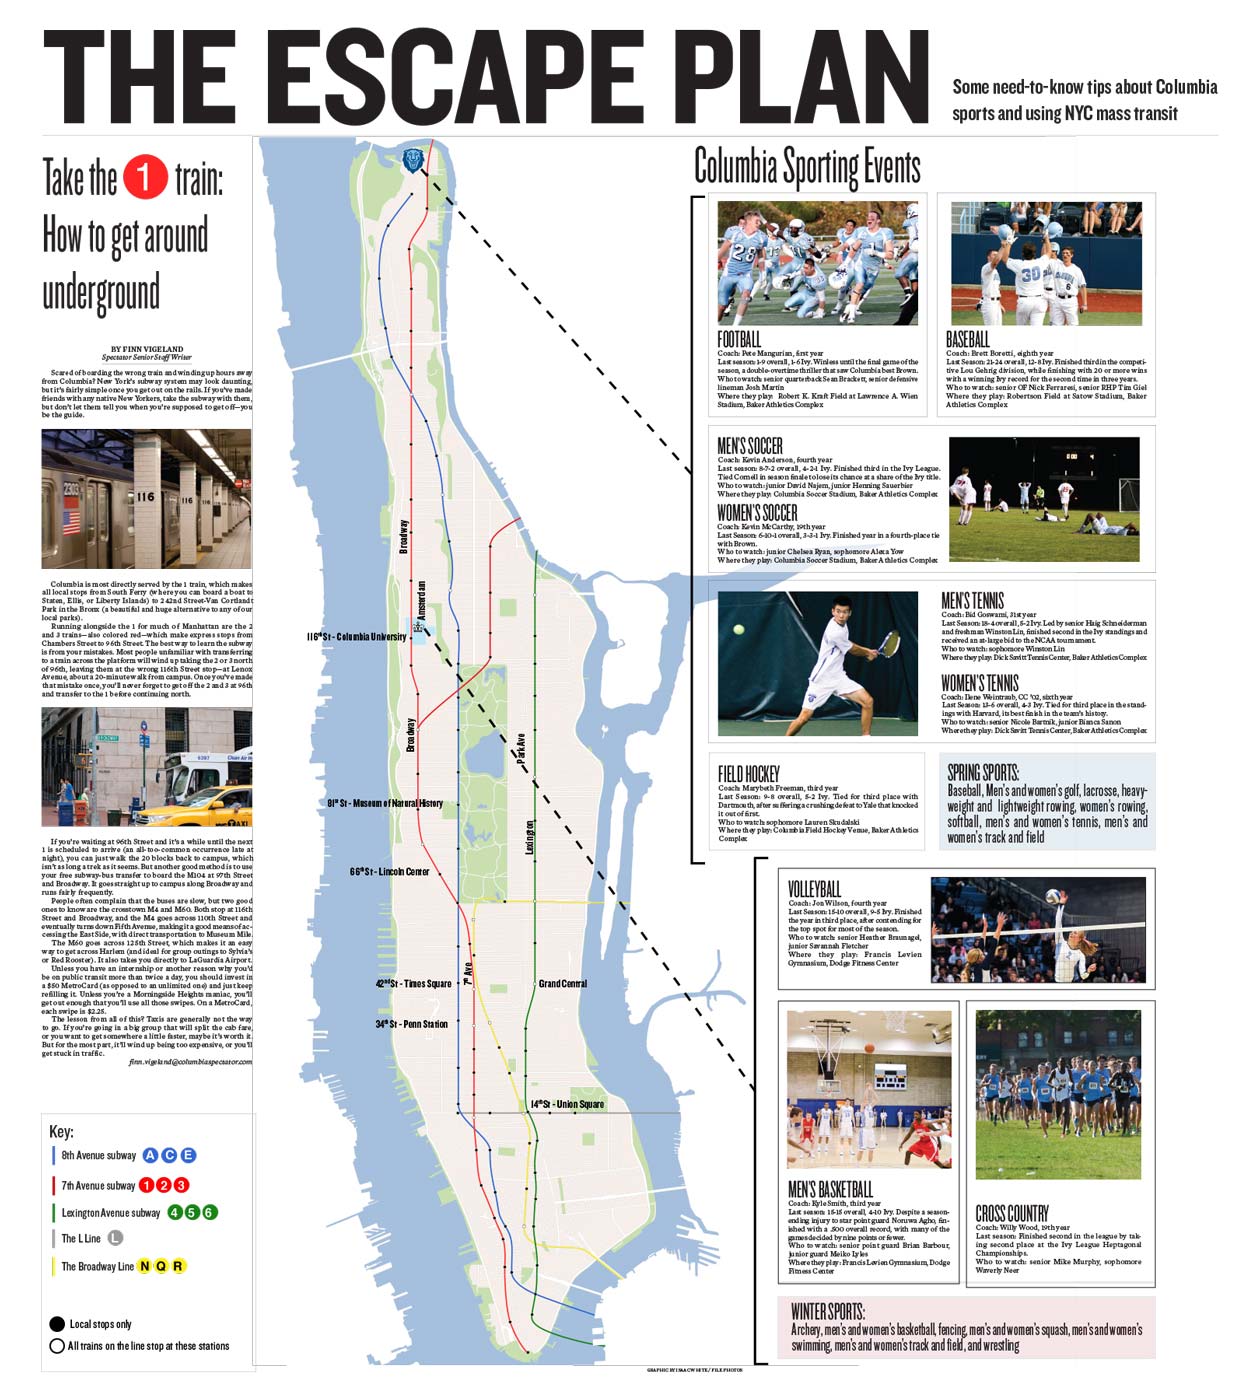 THE ESCAPE PLAN
Some need-to-know tips about Columbia
sports and using NYC mass transit
Take the 1 train:
How to get around
underground
BY FINN VIGELAND
Spectator Senior Staff Writer
Scared of boarding the wrong train and winding up hours away
from Columbia? New York's subway system may look daunting,
but it's fairly simple once you get out on the rails. If you've made
friends with any native New Yorkers, take the subway with them,
but don't let them tell you when you're supposed to get off—you
be the guide.
116
116
116
Columbia is most directly served by the 1 train, which makes
all local stops from South Ferry (where you can board a boat to
Staten, Ellis, or Liberty Islands) to 242nd Street-Van Cortlandt
Park in the Bronx (a beautiful and huge alternative to any of our
local parks).
Running alongside the 1 for much of Manhattan are the 2
and 3 trains—also colored red—which make express stops from
Chambers Street to 96th Street. The best way to learn the subway
is from your mistakes. Most people unfamiliar with transferring
to a train across the platform will wind up taking the 2 or 3 north
of 96th, leaving them at the wrong 116th Street stop—at Lenox
Avenue, about a 20-minute walk from campus. Once you've made
that mistake once, you'll never forget to get off the 2 and 3 at 96th
and transfer to the 1 before continuing north.
If you're waiting at 96th Street and it's a while until the next
1 is scheduled to arrive (an all-too-common occurrence late at
night), you can just walk the 20 blocks back to campus, which
isn't as long a trek as it seems. But another good method is to use
your free subway-bus transfer to board the M104 at 97th Street
and Broadway. It goes straight up to campus along Broadway and
runs fairly frequently.
People often complain that the buses are slow, but two good
ones to know are the crosstown M4 and M60. Both stop at 116th
Street and Broadway, and the M4 goes across 110th Street and
eventually turns down Fifth Avenue, making it a good means of ac-
cessing the East Side, with direct transportation to Museum Mile.
The M60 goes across 125th Street, which makes it an easy
way to get across Harlem (and ideal for group outings to Sylvia's
or Red Rooster). It also takes you directly to LaGuardia Airport.
Unless you have an internship or another reason why you'd
be on public transit more than twice a day, you should invest in
a $50 MetroCard (as opposed to an unlimited one) and just keep
refilling it. Unless you're a Morningside Heights maniac, you'll
get out enough that you'll use all those swipes. On a MetroCard,
each swipe is $2.25.
The lesson from all of this? Taxis are generally not the way
to go. If you're going in a big group that will split the cab fare,
or you want to get somewhere a little faster, maybe it's worth it.
But for the most part, it'll wind up being too expensive, or you'll
get stuck in traffic.
finn.vigeland@columbiaspectator.com
Key:
8th Avenue subway A C E
7th Avenue subway 1 2 3
Lexington Avenue subway 4 5 6
The L Line L
The Broadway Line N Q R
Local stops only
All trains on the line stop at these stations
Broadway
Amsterdam
116th St - Columbia University
Broadway
Park Ave
81st St - Museum of Natural History
Lexington
66th St - Lincoln Center
7th Ave
42nd St - Times Square
Grand Central
34th St - Penn Station
14th St - Union Square
Columbia Sporting Events
FOOTBALL
Coach: Pete Mangurian, first year
Last season: 1-9 overall, 1-6 Ivy. Winless until the final game of the
season, a double-overtime thriller that saw Columbia best Brown.
Who to watch: senior quarterback Sean Brackett, senior defensive
lineman Josh Martin
Where they play: Robert K. Kraft Field at Lawrence A. Wien
Stadium, Baker Athletics Complex
BASEBALL
Coach: Brett Boretti, eighth year
Last Season: 21-24 overall, 12-8 Ivy. Finished third in the competi-
tive Lou Gehrig division, while finishing with 20 or more wins
with a winning Ivy record for the second time in three years.
Who to watch: senior OF Nick Ferraresi, senior RHP Tim Giel
Where they play: Robertson Field at Satow Stadium, Baker
Athletics Complex
MEN'S SOCCER
Coach: Kevin Anderson, fourth year
Last season: 8-7-2 overall, 4-2-1 Ivy. Finished third in the Ivy League.
Tied Cornell in season finale to lose its chance at a share of the Ivy title.
Who to watch: junior David Najem, junior Henning Sauerbier
Where they play: Columbia Soccer Stadium, Baker Athletics Complex
WOMEN'S SOCCER
Coach: Kevin McCarthy, 19th year
Last Season: 6-10-1 overall, 3-3-1 Ivy. Finished year in a fourth-place tie
with Brown.
Who to watch: junior Chelsea Ryan, sophomore Alexa Yow
Where they play: Columbia Soccer Stadium, Baker Athletics Complex
MEN'S TENNIS
Coach: Bid Goswami, 31st year
Last Season: 18-4 overall, 5-2 Ivy. Led by senior Haig Schneiderman
and freshman Winston Lin, finished second in the Ivy standings and
received an at-large bid to the NCAA tournament.
Who to watch: sophomore Winston Lin
Where they play: Dick Savitt Tennis Center, Baker Athletics Complex
WOMEN'S TENNIS
Coach: Ilene Weintraub, CC '02, sixth year
Last Season: 13-6 overall, 4-3 Ivy. Tied for third place in the stand-
ings with Harvard, its best finish in the team's history.
Who to watch: senior Nicole Bartnik, junior Bianca Sanon
Where they play: Dick Savitt Tennis Center, Baker Athletics Complex
FIELD HOCKEY
Coach: Marybeth Freeman, third year
Last Season: 9-8 overall, 5-2 Ivy. Tied for third place with
Dartmouth, after suffering a crushing defeat to Yale that knocked
it out of first.
Who to watch: sophomore Lauren Skudalski
Where they play: Columbia Field Hockey Venue, Baker Athletics
Complex
SPRING SPORTS:
Baseball, Men's and women's golf, lacrosse, heavy-
weight and lightweight rowing, women's rowing,
softball, men's and women's tennis, men's and
women's track and field
VOLLEYBALL
Coach: Jon Wilson, fourth year
Last Season: 15-10 overall, 9-5 Ivy. Finished
the year in third place, after contending for
the top spot for most of the season.
Who to watch: senior Heather Braunagel,
junior Savannah Fletcher
Where they play: Francis Levien
Gymnasium, Dodge Fitness Center
MEN'S BASKETBALL
Coach: Kyle Smith, third year
Last season: 15-15 overall, 4-10 Ivy. Despite a season-
ending injury to star point guard Noruwa Agho, fin-
ished with a .500 overall record, with many of the
games decided by nine points or fewer.
Who to watch: senior point guard Brian Barbour,
junior guard Meiko Lyles
Where they play: Francis Levien Gymnasium, Dodge
Fitness Center
CROSS COUNTRY
Coach: Willy Wood, 19th year
Last season: Finished second in the league by tak-
ing second place at the Ivy League Heptagonal
Championships.
Who to watch: senior Mike Murphy, sophomore
Waverly Neer
WINTER SPORTS:
Archery, men's and women's basketball, fencing, men's and women's squash, men's and women's
swimming, men's and women's track and field, and wrestling
GRAPHIC BY ISAAC WHITE / FILE PHOTOS